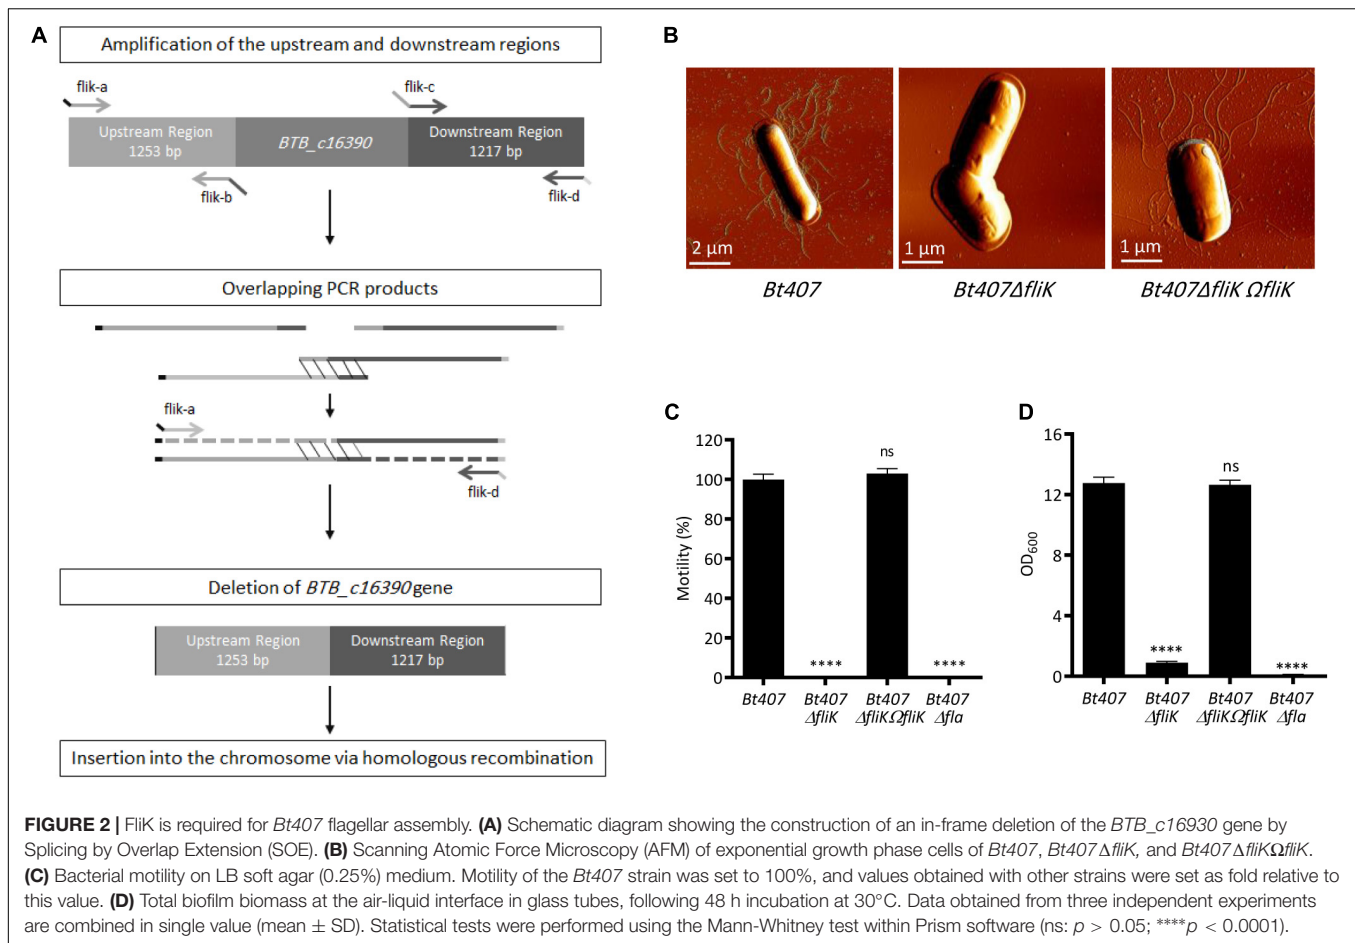 A
Amplification of the upstream and downstream regions
flik-a
flik-c
Upstream Region
1253 bp
BTB_c16390
Downstream Region
1217 bp
flik-b
flik-d
Overlapping PCR products
flik-a
flik-d
Deletion of BTB_c16390 gene
Upstream Region
1253 bp
Downstream Region
1217 bp
Insertion into the chromosome via homologous recombination
B
2 µm
1 µm
1 µm
Bt407
Bt407ΔfliK
Bt407ΔfliK ΩfliK
C
120
100
80
60
40
20
0
Motility (%)
ns
****
****
Bt407
Bt407
ΔfliK
Bt407
ΔfliKΩfliK
Bt407
Δfla
D
16
12
8
4
0
OD600
ns
****
****
Bt407
Bt407
ΔfliK
Bt407
ΔfliKΩfliK
Bt407
Δfla
FIGURE 2 | FliK is required for Bt407 flagellar assembly. (A) Schematic diagram showing the construction of an in-frame deletion of the BTB_c16930 gene by
Splicing by Overlap Extension (SOE). (B) Scanning Atomic Force Microscopy (AFM) of exponential growth phase cells of Bt407, Bt407ΔfliK, and Bt407ΔfliKΩfliK.
(C) Bacterial motility on LB soft agar (0.25%) medium. Motility of the Bt407 strain was set to 100%, and values obtained with other strains were set as fold relative to
this value. (D) Total biofilm biomass at the air-liquid interface in glass tubes, following 48 h incubation at 30°C. Data obtained from three independent experiments
are combined in single value (mean ± SD). Statistical tests were performed using the Mann-Whitney test within Prism software (ns: p > 0.05; ****p < 0.0001).